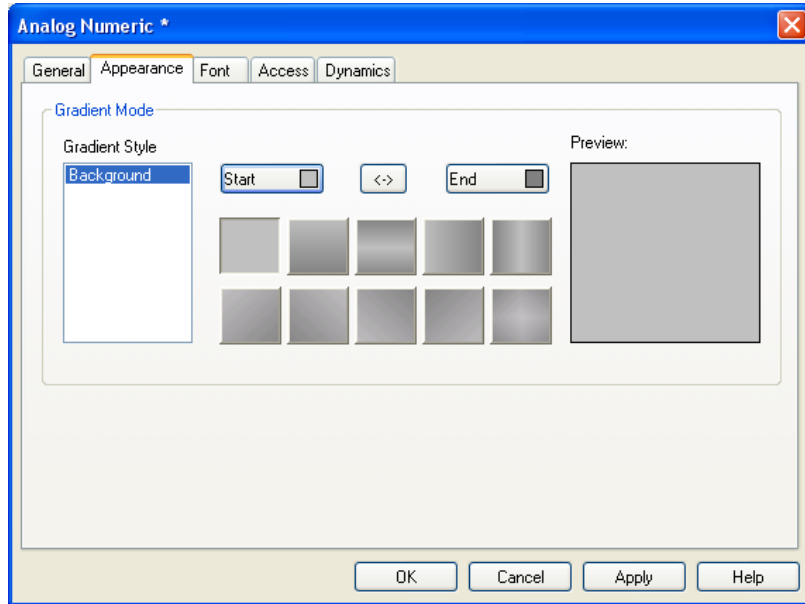 Analog Numeric *
General Appearance Font Access Dynamics
Gradient Mode
Gradient Style
Preview:
Background
Start <-> End
OK Cancel Apply Help